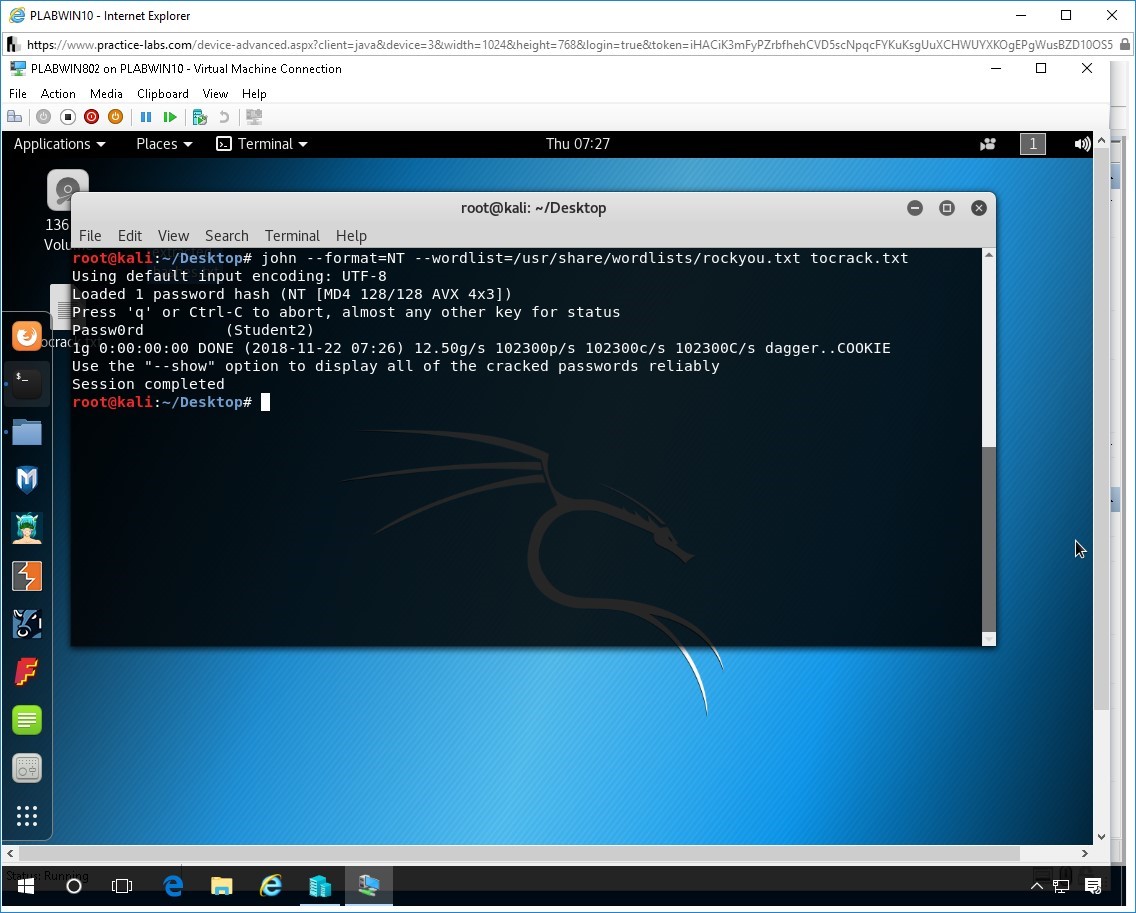 PLABWIN10 - Internet Explorer
https://www.practice-labs.com/device-advanced.aspx?client=java&device=3&width=1024&height=768&login=true&token=iHACiK3mFyPZrbfhehCVD5scNpqcFYKuKsgUuXCHWUYXKOgEPgWusBZD10OS5
PLABWIN802 on PLABWIN10 - Virtual Machine Connection
File Action Media Clipboard View Help
Applications Places Terminal Thu 07:27 1
136
Volu
root@kali: ~/Desktop
File Edit View Search Terminal Help
root@kali:~/Desktop# john --format=NT --wordlist=/usr/share/wordlists/rockyou.txt tocrack.txt
Using default input encoding: UTF-8
Loaded 1 password hash (NT [MD4 128/128 AVX 4x3])
Press 'q' or Ctrl-C to abort, almost any other key for status
Passw0rd (Student2)
1g 0:00:00:00 DONE (2018-11-22 07:26) 12.50g/s 102300p/s 102300c/s 102300C/s dagger..COOKIE
Use the "--show" option to display all of the cracked passwords reliably
Session completed
root@kali:~/Desktop#
Status: Running